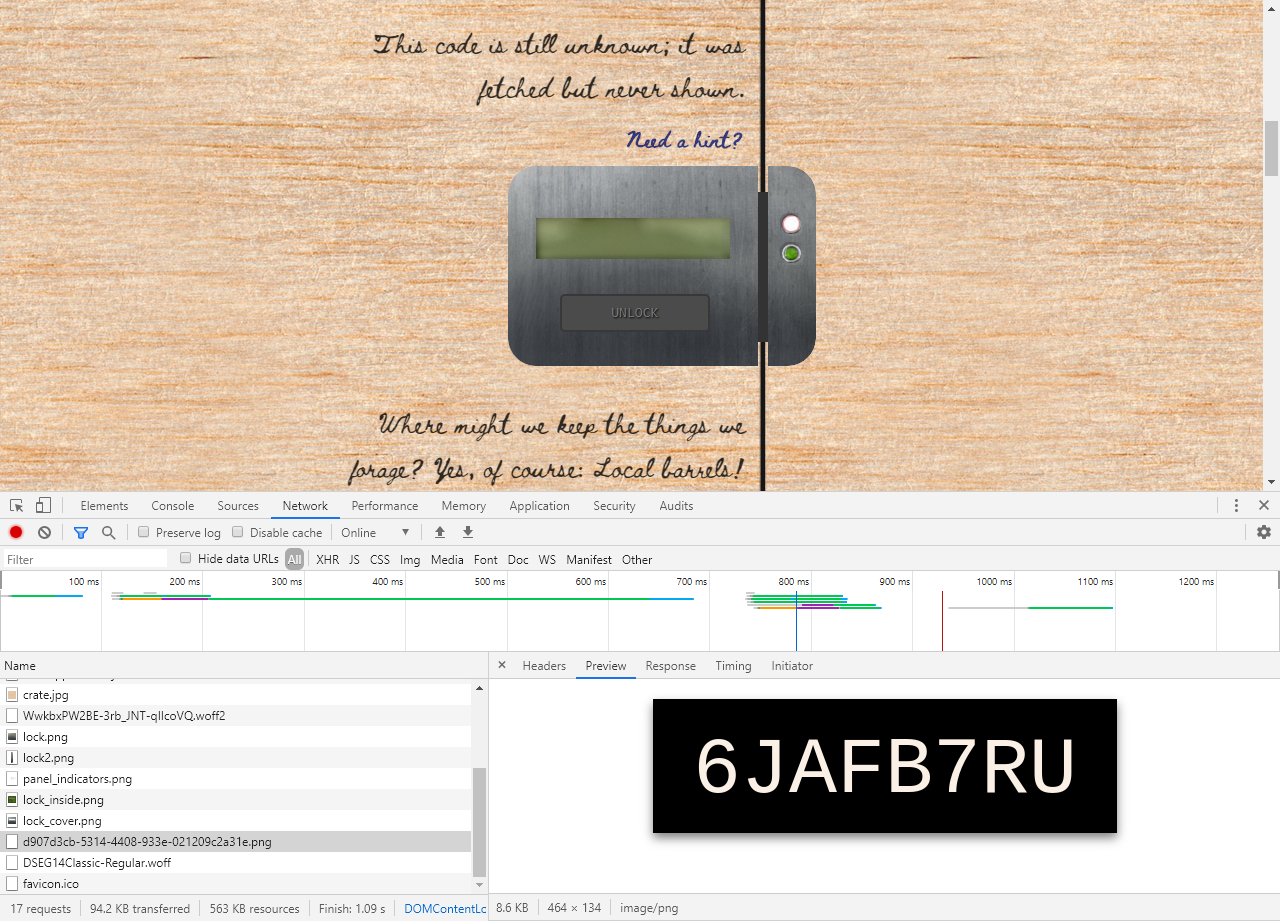 This code is still unknown; it was
fetched but never shown.
Need a hint?
UNLOCK
Where might we keep the things we
forage? Yes, of course: Local barrels!
Elements Console Sources Network Performance Memory Application Security Audits
Preserve log Disable cache Online
Filter Hide data URLs All XHR JS CSS Img Media Font Doc WS Manifest Other
100 ms 200 ms 300 ms 400 ms 500 ms 600 ms 700 ms 800 ms 900 ms 1000 ms 1100 ms 1200 ms
Name Headers Preview Response Timing Initiator
crate.jpg
WwkbxPW2BE-3rb_JNT-qIlcoVQ.woff2
lock.png
lock2.png
panel_indicators.png
lock_inside.png
lock_cover.png
d907d3cb-5314-4408-933e-021209c2a31e.png
DSEG14Classic-Regular.woff
favicon.ico
6JAFB7RU
17 requests 94.2 KB transferred 563 KB resources Finish: 1.09 s DOMContentLc 8.6 KB 464 × 134 image/png